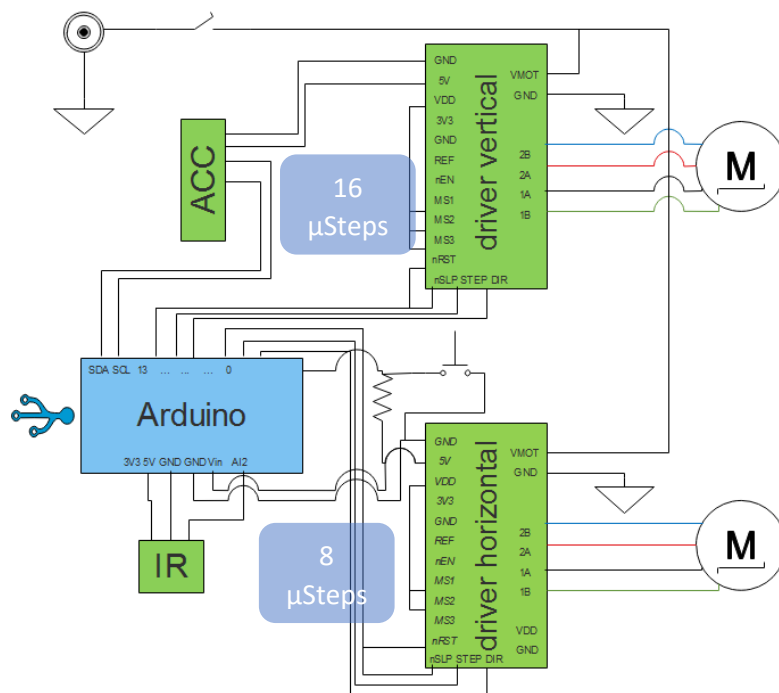 GND
5V
VDD
3V3
GND
REF
nEN
MS1
MS2
MS3
nRST
nSLP STEP DIR
driver vertical
VMOT
GND
2B
2A
1A
1B
M
ACC
16
µSteps
SDA SCL 13 ... ... ... 0
Arduino
3V3 5V GND GND Vin AI2
IR
8
µSteps
GND
5V
VDD
3V3
GND
REF
nEN
MS1
MS2
MS3
nRST
nSLP STEP DIR
driver horizontal
VMOT
GND
2B
2A
1A
1B
VDD
GND
M